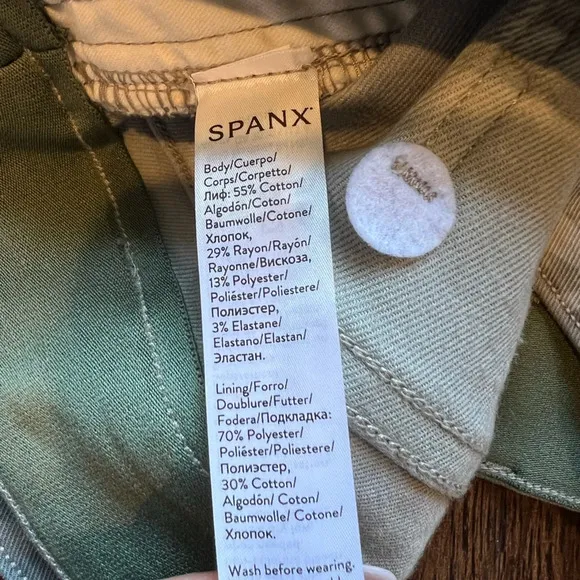 SPANX
Body/Cuerpo/
Corps/Corpetto/
Лиф: 55% Cotton/
Algodón/Coton/
Baumwolle/Cotone/
Хлопок,
29% Rayon/Rayón/
Rayonne/Вискоза,
13% Polyester/
Poliéster/Poliestere/
Полиэстер,
3% Elastane/
Elastano/Elastan/
Эластан.
Lining/Forro/
Doublure/Futter/
Fodera/Подкладка:
70% Polyester/
Poliéster/Poliestere/
Полиэстер,
30% Cotton/
Algodón/ Coton/
Baumwolle/ Cotone/
Хлопок.
Wash before wearing,